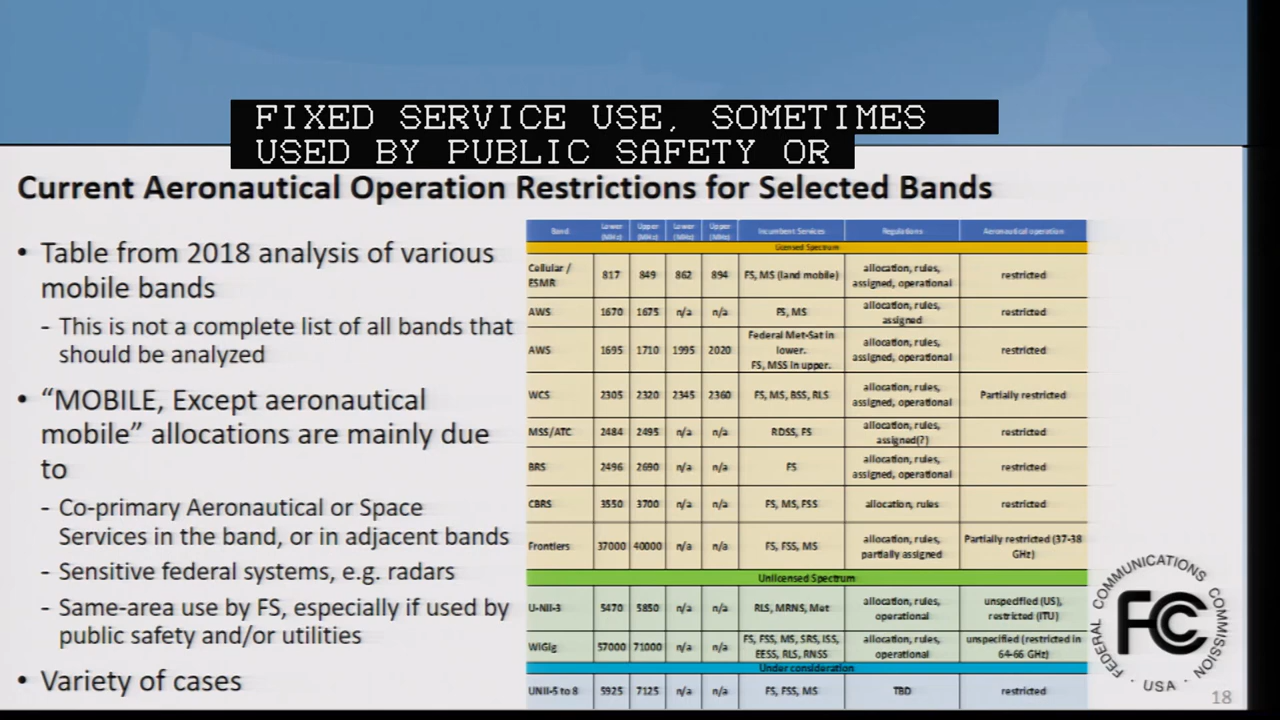 FIXED SERVICE USE, SOMETIMES
USED BY PUBLIC SAFETY OR
Current Aeronautical Operation Restrictions for Selected Bands
• Table from 2018 analysis of various
mobile bands
- This is not a complete list of all bands that
should be analyzed
• “MOBILE, Except aeronautical
mobile” allocations are mainly due
to
- Co-primary Aeronautical or Space
Services in the band, or in adjacent bands
- Sensitive federal systems, e.g. radars
- Same-area use by FS, especially if used by
public safety and/or utilities
• Variety of cases
Band Lower (MHz) Upper (MHz) Lower (MHz) Upper (MHz) Incumbent Services Regulations Aeronautical operation
Licensed Spectrum
Cellular / ESMR 817 849 862 894 FS, MS (land mobile) allocation, rules, assigned, operational restricted
AWS 1670 1675 n/a n/a FS, MS allocation, rules, assigned restricted
AWS 1695 1710 1995 2020 Federal Met-Sat in lower. FS, MSS in upper. allocation, rules, assigned, operational restricted
WCS 2305 2320 2345 2360 FS, MS, BSS, RLS allocation, rules, assigned, operational Partially restricted
MSS/ATC 2484 2495 n/a n/a RDSS, FS allocation, rules, assigned(?) restricted
BRS 2496 2690 n/a n/a FS allocation, rules, assigned, operational restricted
CBRS 3550 3700 n/a n/a FS, MS, FSS allocation, rules restricted
Frontiers 37000 40000 n/a n/a FS, FSS, MS allocation, rules, partially assigned Partially restricted (37-38 GHz)
Unlicensed Spectrum
U-NII-3 5470 5850 n/a n/a RLS, MRNS, Met allocation, rules, operational unspecified (US), restricted (ITU)
WiGig 57000 71000 n/a n/a FS, FSS, MS, SRS, ISS, EESS, RLS, RNSS allocation, rules, operational unspecified (restricted in 64-66 GHz)
Under consideration
UNII-5 to 8 5925 7125 n/a n/a FS, FSS, MS TBD restricted
FEDERAL COMMUNICATIONS COMMISSION · USA ·
FCC
18